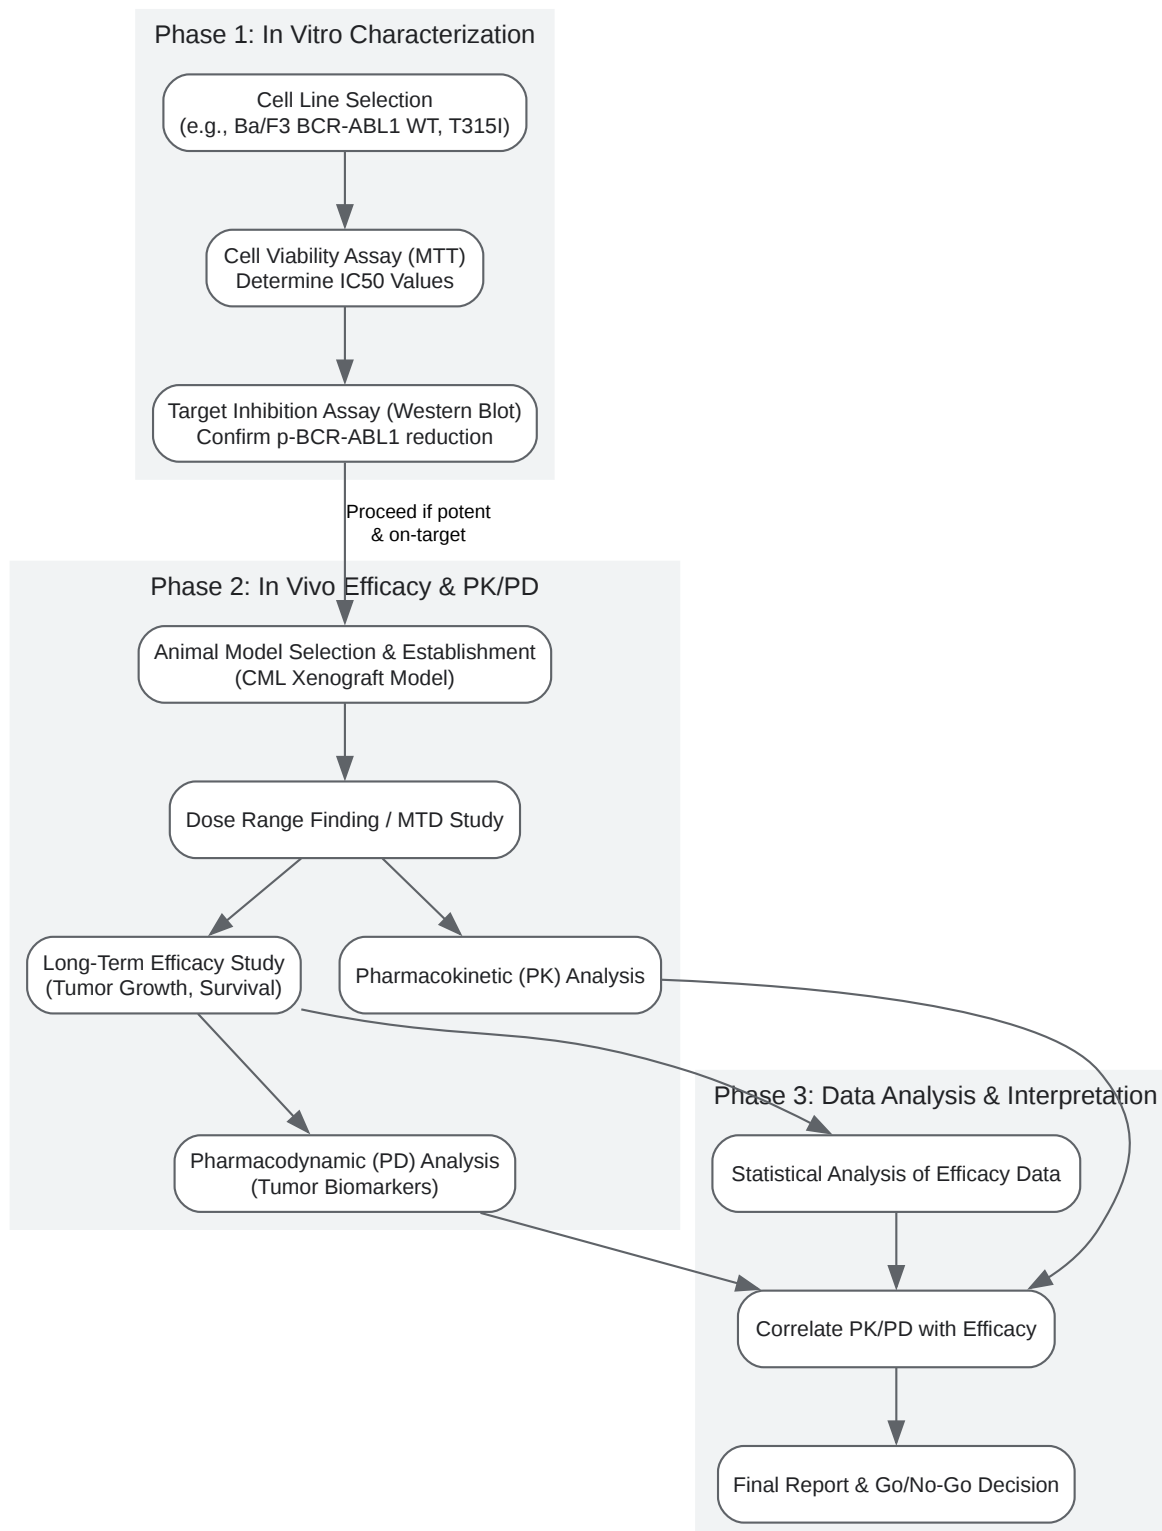 Phase 1: In Vitro Characterization
Cell Line Selection
(e.g., Ba/F3 BCR-ABL1 WT, T315I)
Cell Viability Assay (MTT)
Determine IC50 Values
Target Inhibition Assay (Western Blot)
Confirm p-BCR-ABL1 reduction
Proceed if potent
& on-target
Phase 2: In Vivo Efficacy & PK/PD
Animal Model Selection & Establishment
(CML Xenograft Model)
Dose Range Finding / MTD Study
Long-Term Efficacy Study
(Tumor Growth, Survival)
Pharmacokinetic (PK) Analysis
Pharmacodynamic (PD) Analysis
(Tumor Biomarkers)
Phase 3: Data Analysis & Interpretation
Statistical Analysis of Efficacy Data
Correlate PK/PD with Efficacy
Final Report & Go/No-Go Decision